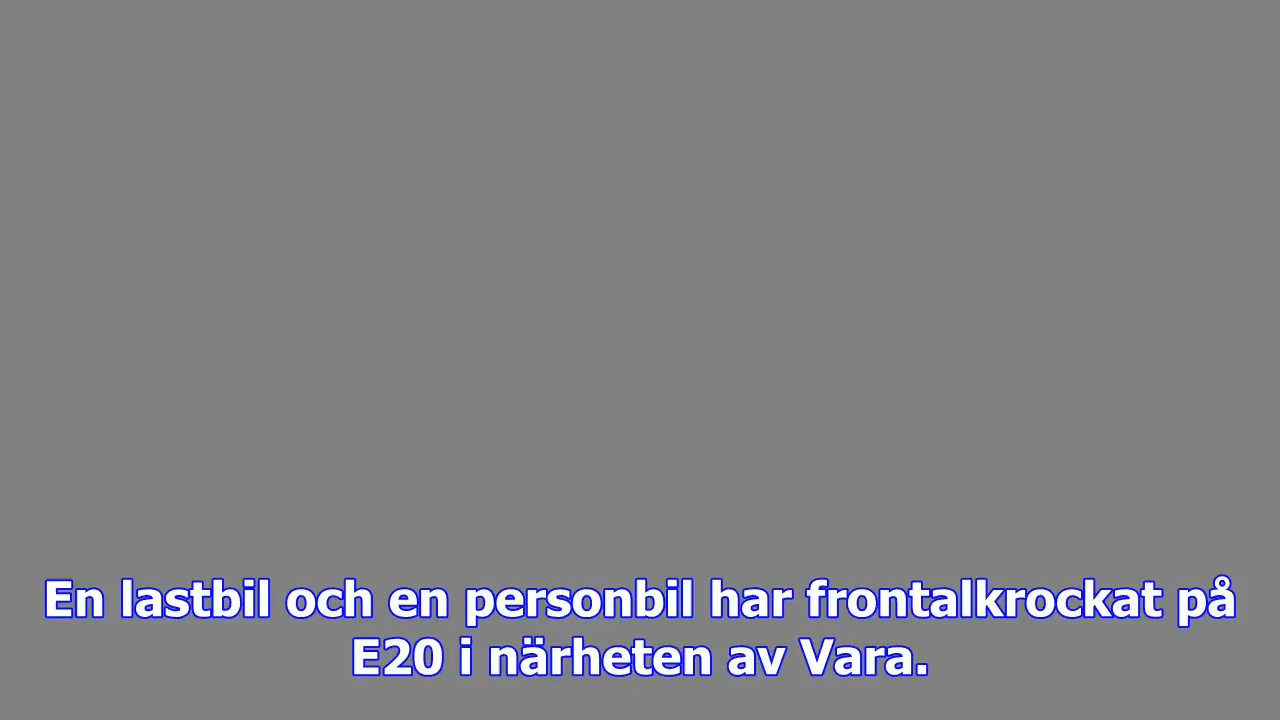 En lastbil och en personbil har frontalkrockat på
E20 i närheten av Vara.